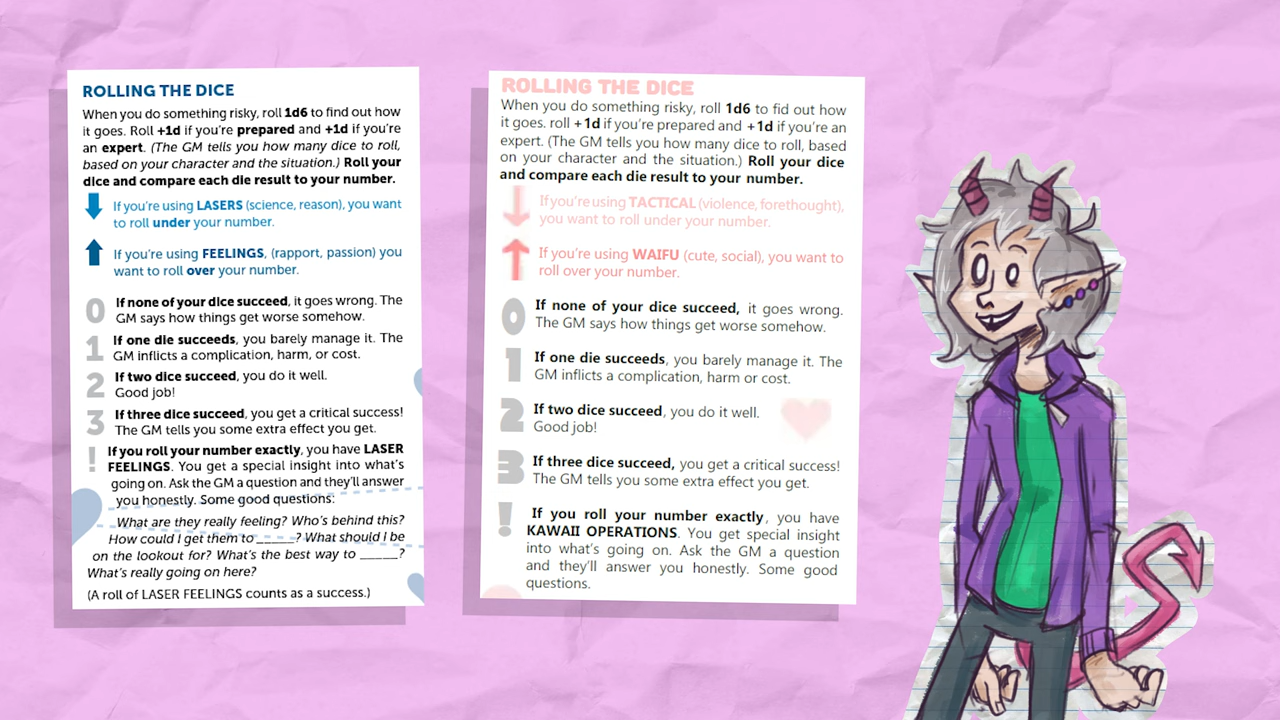 ROLLING THE DICE
When you do something risky, roll 1d6 to find out how
it goes. Roll +1d if you're prepared and +1d if you're
an expert. (The GM tells you how many dice to roll,
based on your character and the situation.) Roll your
dice and compare each die result to your number.
If you're using LASERS (science, reason), you want
to roll under your number.
If you're using FEELINGS, (rapport, passion) you
want to roll over your number.
0 If none of your dice succeed, it goes wrong. The
GM says how things get worse somehow.
1 If one die succeeds, you barely manage it. The
GM inflicts a complication, harm, or cost.
2 If two dice succeed, you do it well.
Good job!
3 If three dice succeed, you get a critical success!
The GM tells you some extra effect you get.
! If you roll your number exactly, you have LASER
FEELINGS. You get a special insight into what's
going on. Ask the GM a question and they'll answer
you honestly. Some good questions:
What are they really feeling? Who's behind this?
How could I get them to _____? What should I be
on the lookout for? What's the best way to _____?
What's really going on here?
(A roll of LASER FEELINGS counts as a success.)
ROLLING THE DICE
When you do something risky, roll 1d6 to fid out how
it goes. roll +1d if you're prepared and +1d if you're an
expert. (The GM tells you how many dice to roll, based
on your character and the situation.) Roll your dice
and compare each die result to your number.
If you're using TACTICAL (violence, forethought),
you want to roll under your number.
If you're using WAIFU (cute, social), you want to
roll over your number.
0 If none of your dice succeed, it goes wrong.
The GM says how things get worse somehow.
1 If one die succeeds, you barely manage it. The
GM inflicts a complication, harm or cost.
2 If two dice succeed, you do it well.
Good job!
3 If three dice succeed, you get a critical success!
The GM tells you some extra effect you get.
! If you roll your number exactly, you have
KAWAII OPERATIONS. You get special insight
into what's going on. Ask the GM a question
and they'll answer you honestly. Some good
questions.